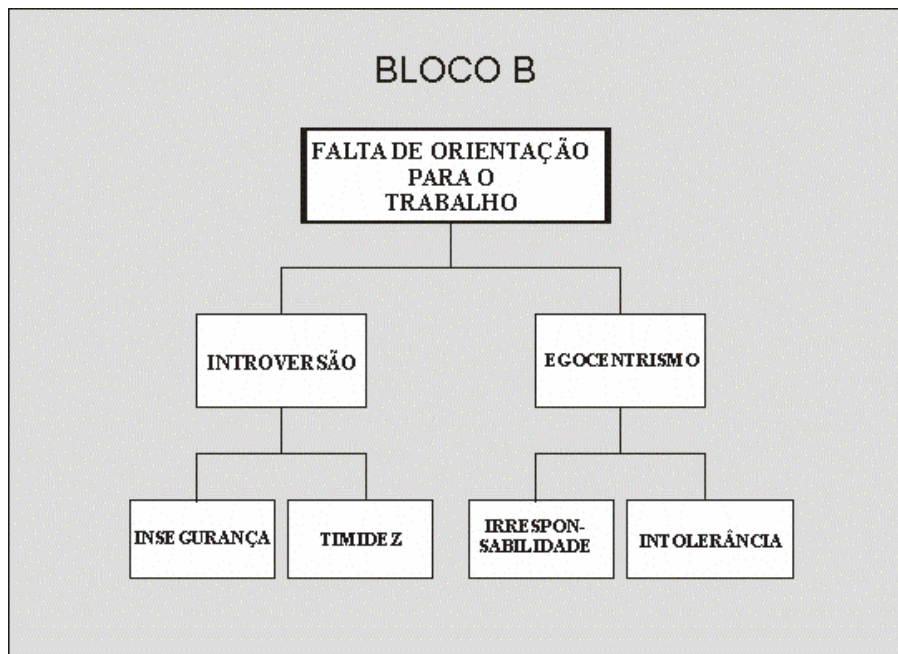 BLOCO B
FALTA DE ORIENTAÇÃO
PARA O
TRABALHO
INTROVERSÃO
EGOCENTRISMO
INSEGURANÇA
TIMIDEZ
IRRESPON-
SABILIDADE
INTOLERÂNCIA